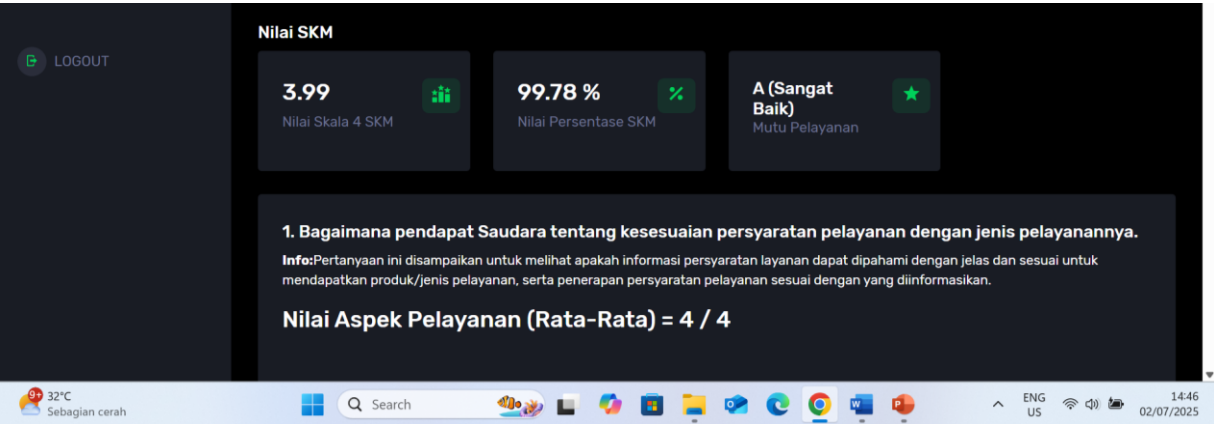 Nilai SKM
LOGOUT
3.99
Nilai Skala 4 SKM
99.78 %
Nilai Persentase SKM
A (Sangat
Baik)
Mutu Pelayanan
1. Bagaimana pendapat Saudara tentang kesesuaian persyaratan pelayanan dengan jenis pelayanannya.
Info:Pertanyaan ini disampaikan untuk melihat apakah informasi persyaratan layanan dapat dipahami dengan jelas dan sesuai untuk
mendapatkan produk/jenis pelayanan, serta penerapan persyaratan pelayanan sesuai dengan yang diinformasikan.
Nilai Aspek Pelayanan (Rata-Rata) = 4 / 4
9+
32°C
Sebagian cerah
Search
ENG
US
14:46
02/07/2025